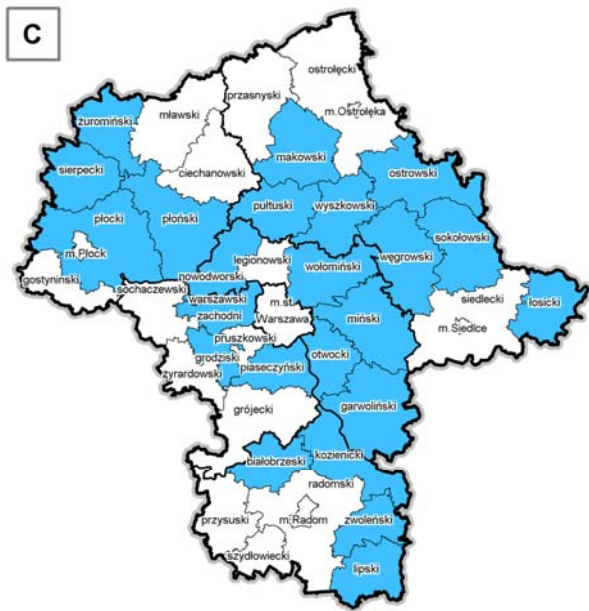 C
ostrołęcki
przasnyski
m.Ostrołęka
mławski
żuromiński
makowski
ciechanowski
sierpecki
ostrowski
pułtuski
wyszkowski
płocki
płoński
sokołowski
m.Płock
legionowski
węgrowski
gostyniński
nowodworski
wołomiński
sochaczewski
warszawski
zachodni
m.st.
Warszawa
siedlecki
łosicki
miński
m.Siedlce
pruszkowski
grodziski
otwocki
żyrardowski
piaseczyński
garwoliński
grójecki
białobrzeski
kozienicki
radomski
przysuski
m.Radom
zwoleński
szydłowiecki
lipski